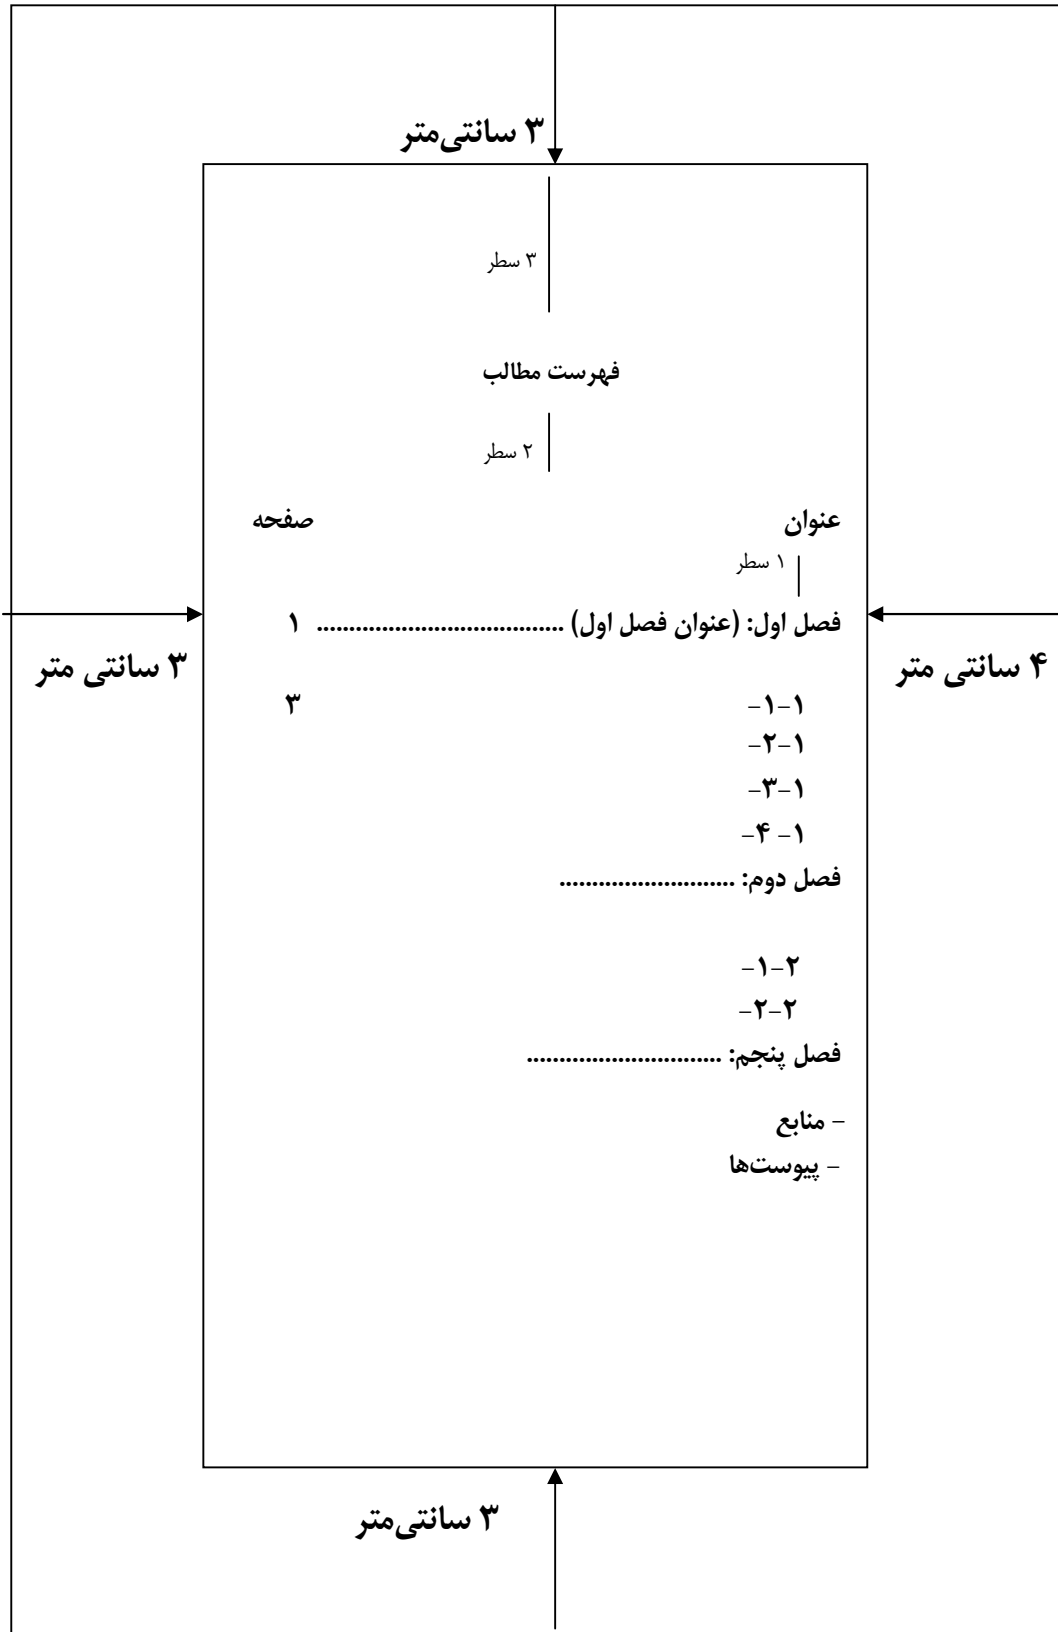 ۳ سانتی‌متر
۳ سطر
فهرست مطالب
۲ سطر
عنوان صفحه
۱ سطر
فصل اول: (عنوان فصل اول) ...................................... ۱
۴ سانتی متر
۳ سانتی متر
۱-۱- ۳
۱-۲-
۱-۳-
۱- ۴-
فصل دوم: ...........................
۲-۱-
۲-۲-
فصل پنجم: ..............................
- منابع
- پیوست‌ها
۳ سانتی‌متر